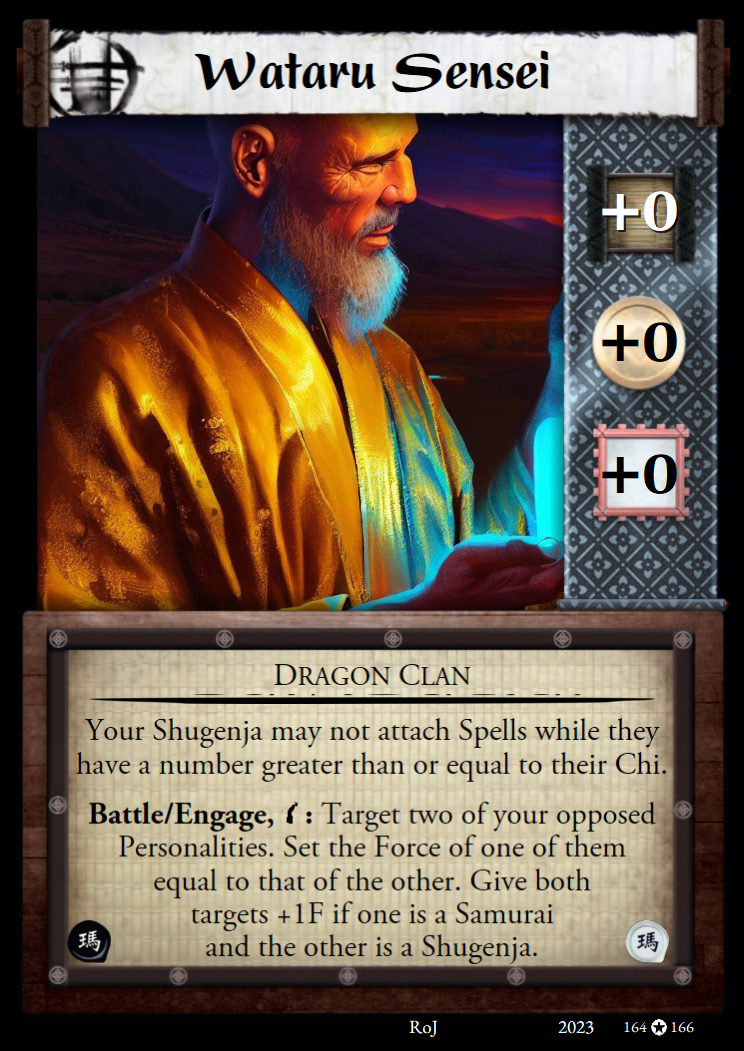 Wataru Sensei
+0
+0
+0
DRAGON CLAN
Your Shugenja may not attach Spells while they
have a number greater than or equal to their Chi.
Battle/Engage, : Target two of your opposed
Personalities. Set the Force of one of them
equal to that of the other. Give both
targets +1F if one is a Samurai
and the other is a Shugenja.
瑪
瑪
RoJ 2023 164 ✪ 166